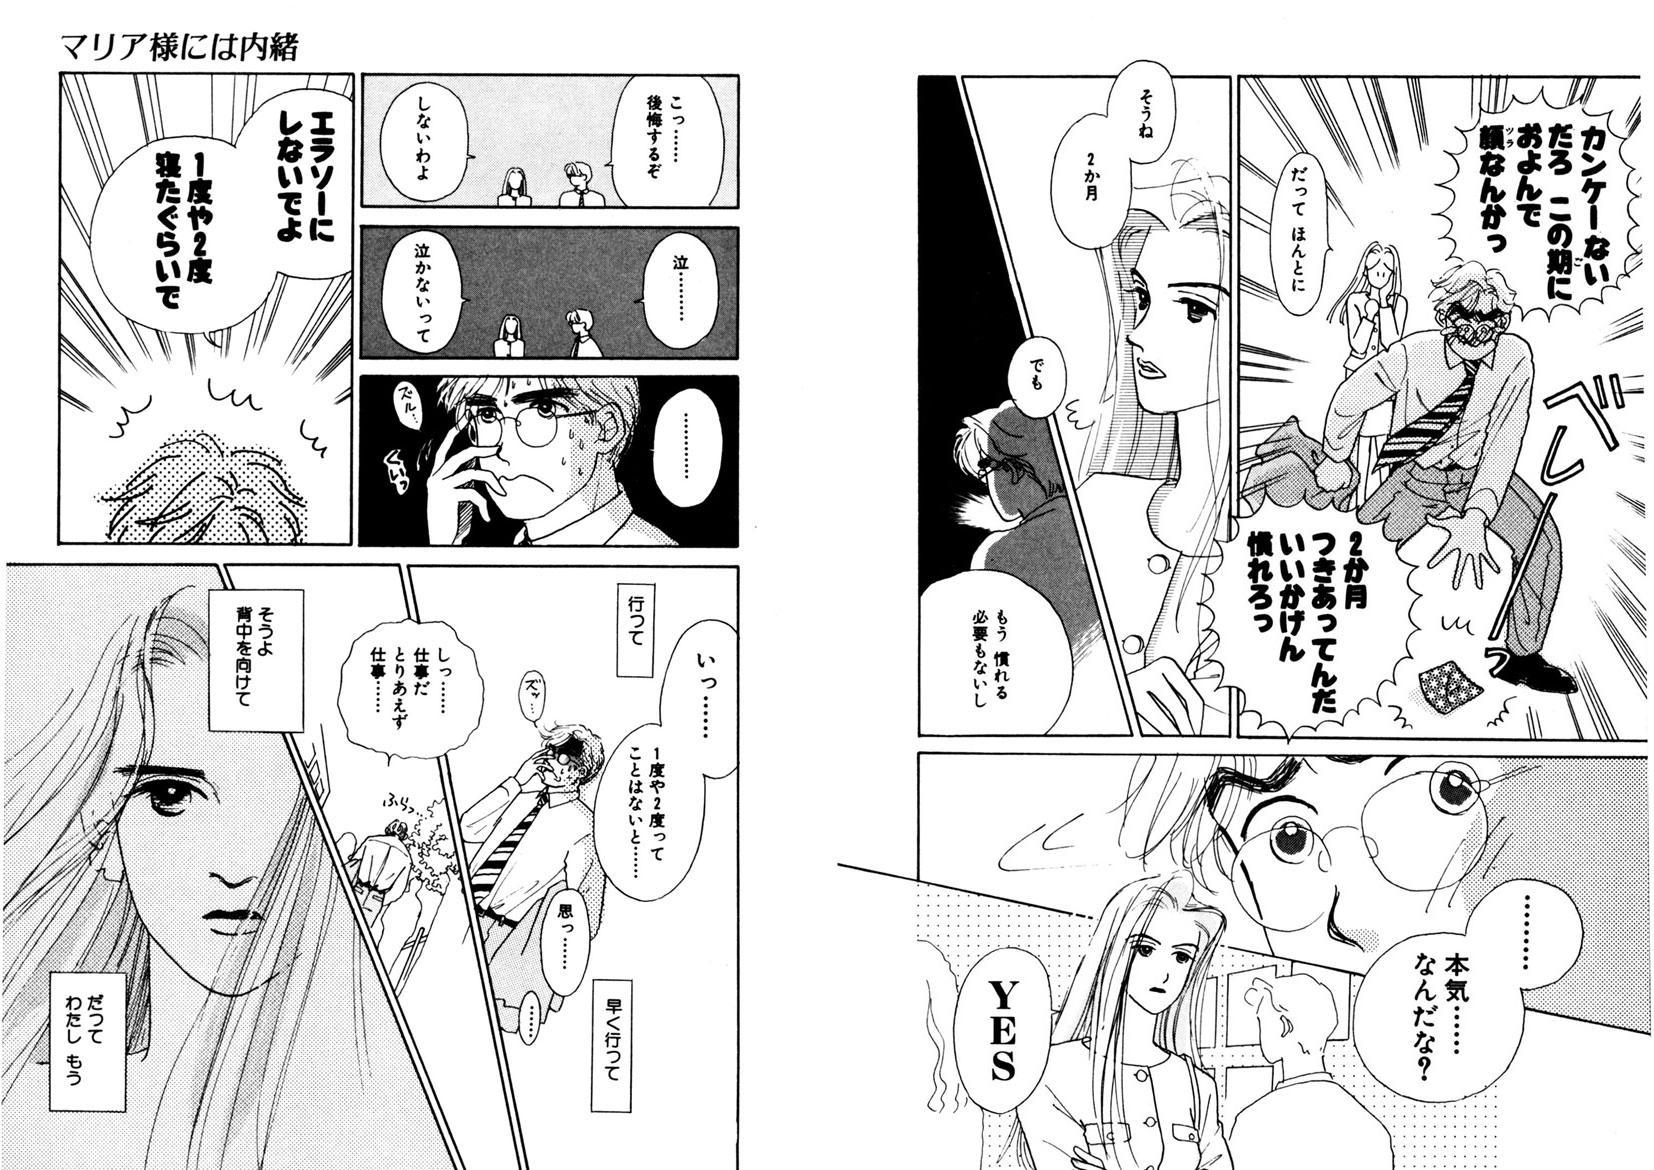 カンケーない
だろ この期に
およんで
顔なんかっ
ご
ツラ
だって ほんとに
べーっ
2か月
つきあってんだ
いいかげん
慣れろっ
そうね
2か月
でも
もう 慣れる
必要もないし
………
本気……
なんだな?
YES
マリア様には内緒
こっ……
後悔するぞ
しないわよ
泣………
泣かないって
………
ズル…
ぐいっ
エラソーに
しないでよ
1度や2度
寝たぐらいで
いっ……
1度や2度って
ことはないと……
行って
ズッ…
思っ……
……
早く行って
しっ……
仕事だ
とりあえず
仕事……
ふらっ
そうよ
背中を向けて
だって
わたし もう